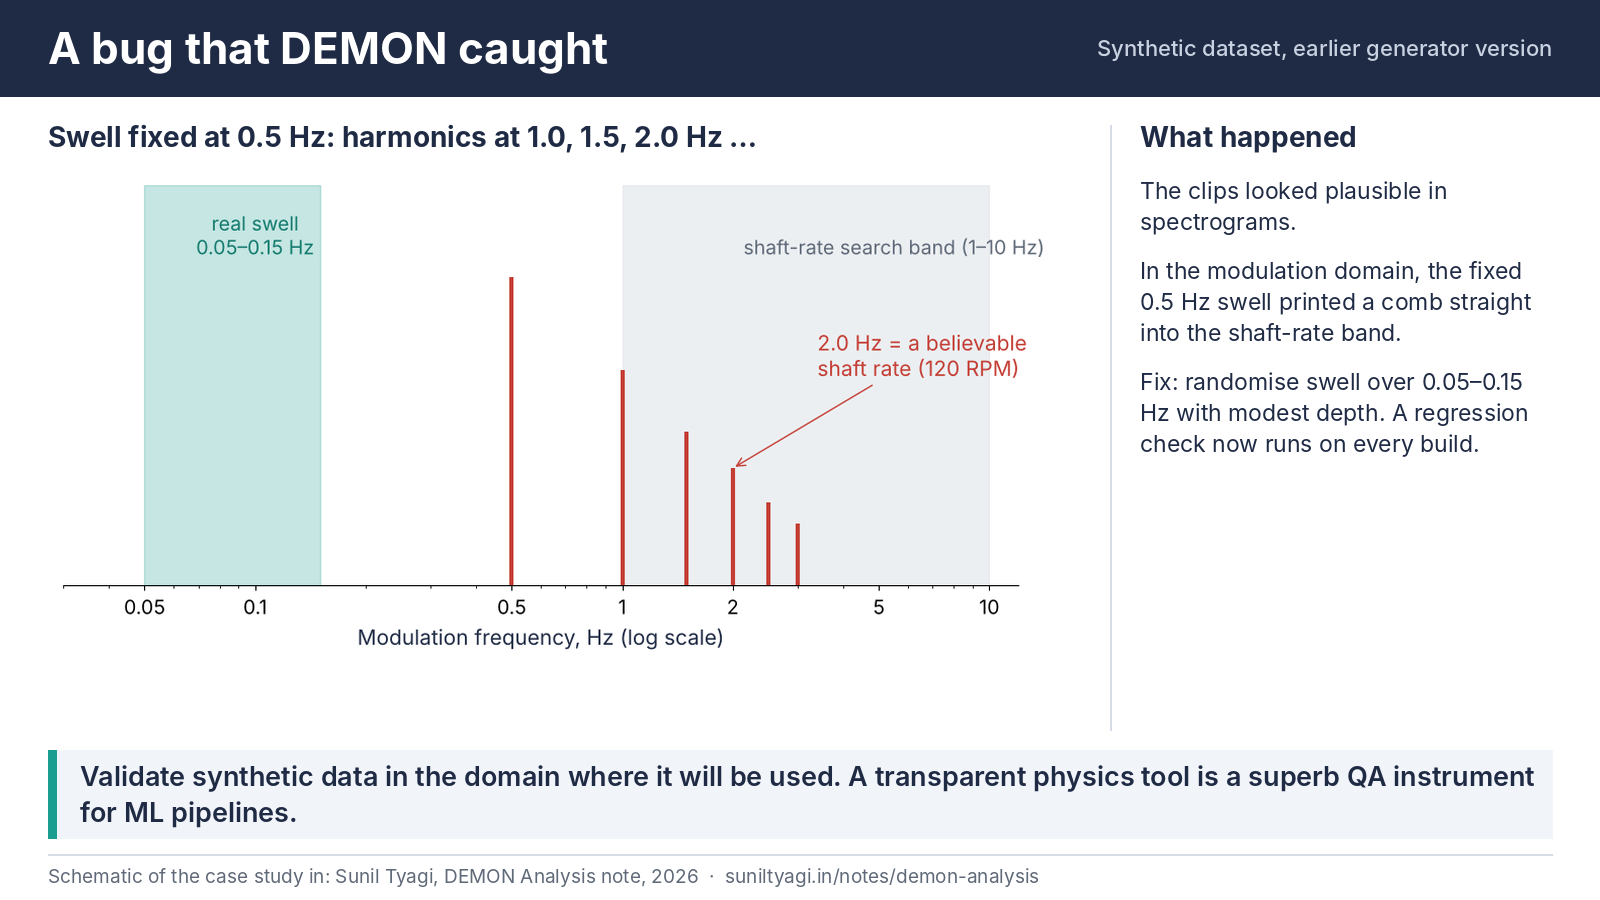 A bug that DEMON caught
Synthetic dataset, earlier generator version
Swell fixed at 0.5 Hz: harmonics at 1.0, 1.5, 2.0 Hz ...
real swell
0.05–0.15 Hz
shaft-rate search band (1–10 Hz)
2.0 Hz = a believable
shaft rate (120 RPM)
0.05 0.1 0.5 1 2 5 10
Modulation frequency, Hz (log scale)
What happened
The clips looked plausible in
spectrograms.
In the modulation domain, the fixed
0.5 Hz swell printed a comb straight
into the shaft-rate band.
Fix: randomise swell over 0.05–0.15
Hz with modest depth. A regression
check now runs on every build.
Validate synthetic data in the domain where it will be used. A transparent physics tool is a superb QA instrument
for ML pipelines.
Schematic of the case study in: Sunil Tyagi, DEMON Analysis note, 2026 · suniltyagi.in/notes/demon-analysis